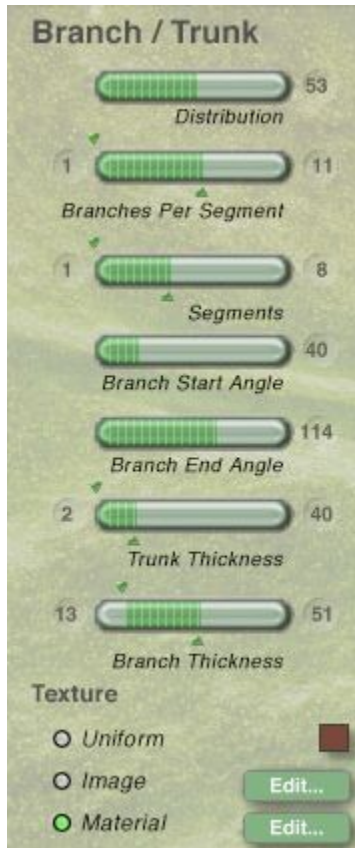 Branch / Trunk
53
Distribution
1 11
Branches Per Segment
1 8
Segments
40
Branch Start Angle
114
Branch End Angle
2 40
Trunk Thickness
13 51
Branch Thickness
Texture
Uniform
Image Edit...
Material Edit...